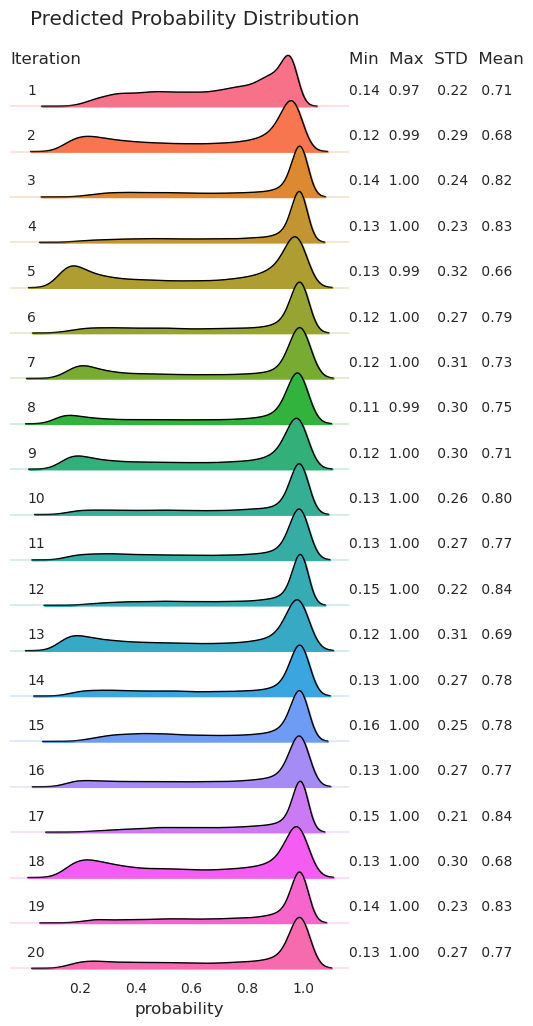 Predicted Probability Distribution
Iteration Min Max STD Mean
1 0.14 0.97 0.22 0.71
2 0.12 0.99 0.29 0.68
3 0.14 1.00 0.24 0.82
4 0.13 1.00 0.23 0.83
5 0.13 0.99 0.32 0.66
6 0.12 1.00 0.27 0.79
7 0.12 1.00 0.31 0.73
8 0.11 0.99 0.30 0.75
9 0.12 1.00 0.30 0.71
10 0.13 1.00 0.26 0.80
11 0.13 1.00 0.27 0.77
12 0.15 1.00 0.22 0.84
13 0.12 1.00 0.31 0.69
14 0.13 1.00 0.27 0.78
15 0.16 1.00 0.25 0.78
16 0.13 1.00 0.27 0.77
17 0.15 1.00 0.21 0.84
18 0.13 1.00 0.30 0.68
19 0.14 1.00 0.23 0.83
20 0.13 1.00 0.27 0.77
0.2 0.4 0.6 0.8 1.0
probability